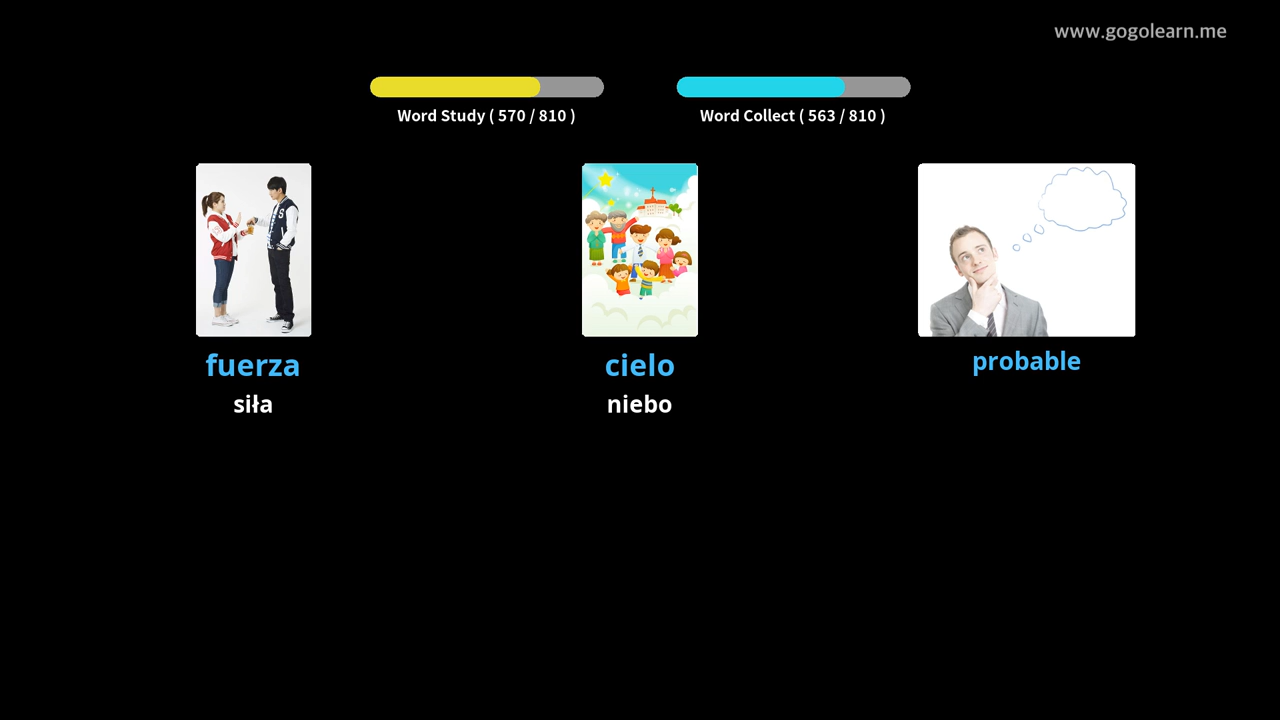 www.gogolearn.me
Word Study ( 570 / 810 )
Word Collect ( 563 / 810 )
fuerza
siła
cielo
niebo
probable